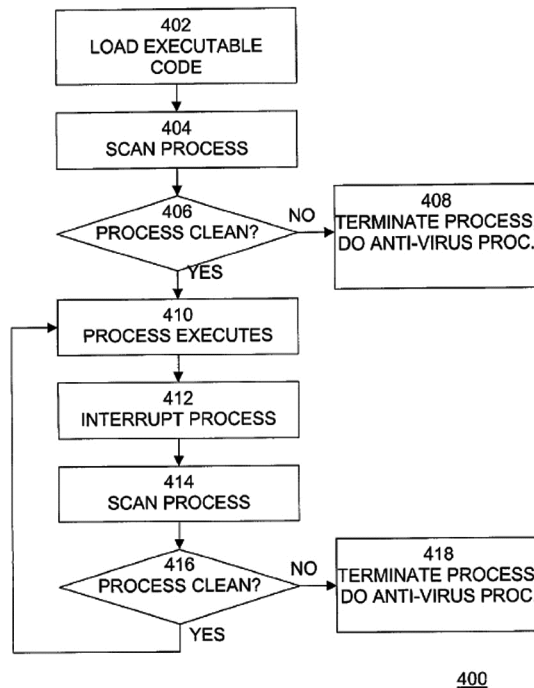 402
LOAD EXECUTABLE
CODE
404
SCAN PROCESS
406
PROCESS CLEAN?
NO
408
TERMINATE PROCESS,
DO ANTI-VIRUS PROC.
YES
410
PROCESS EXECUTES
412
INTERRUPT PROCESS
414
SCAN PROCESS
416
PROCESS CLEAN?
NO
418
TERMINATE PROCESS
DO ANTI-VIRUS PROC
YES
400